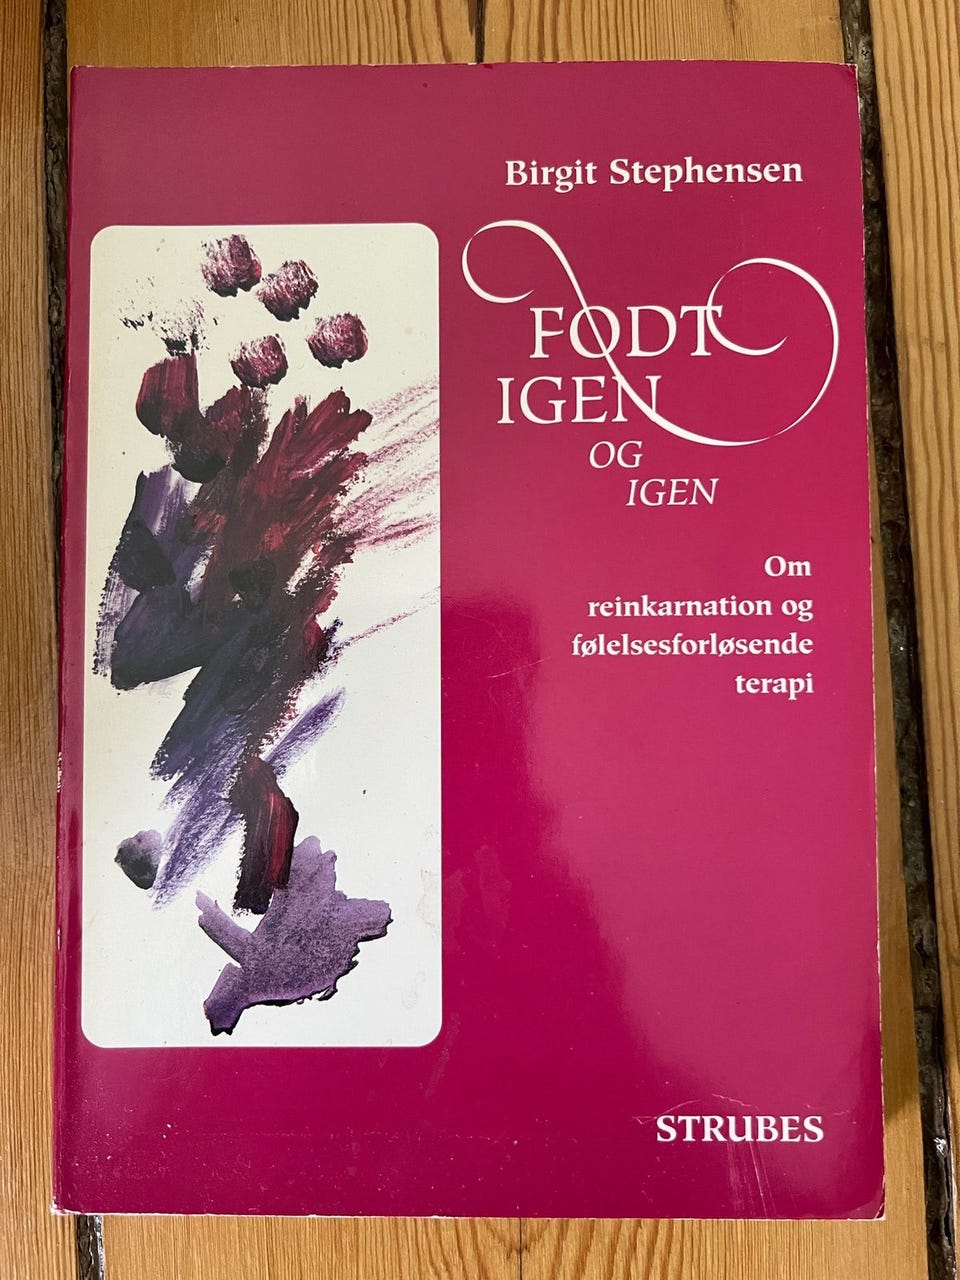 Birgit Stephensen
FØDT
IGEN
OG
IGEN
Om
reinkarnation og
følelsesforløsende
terapi
STRUBES